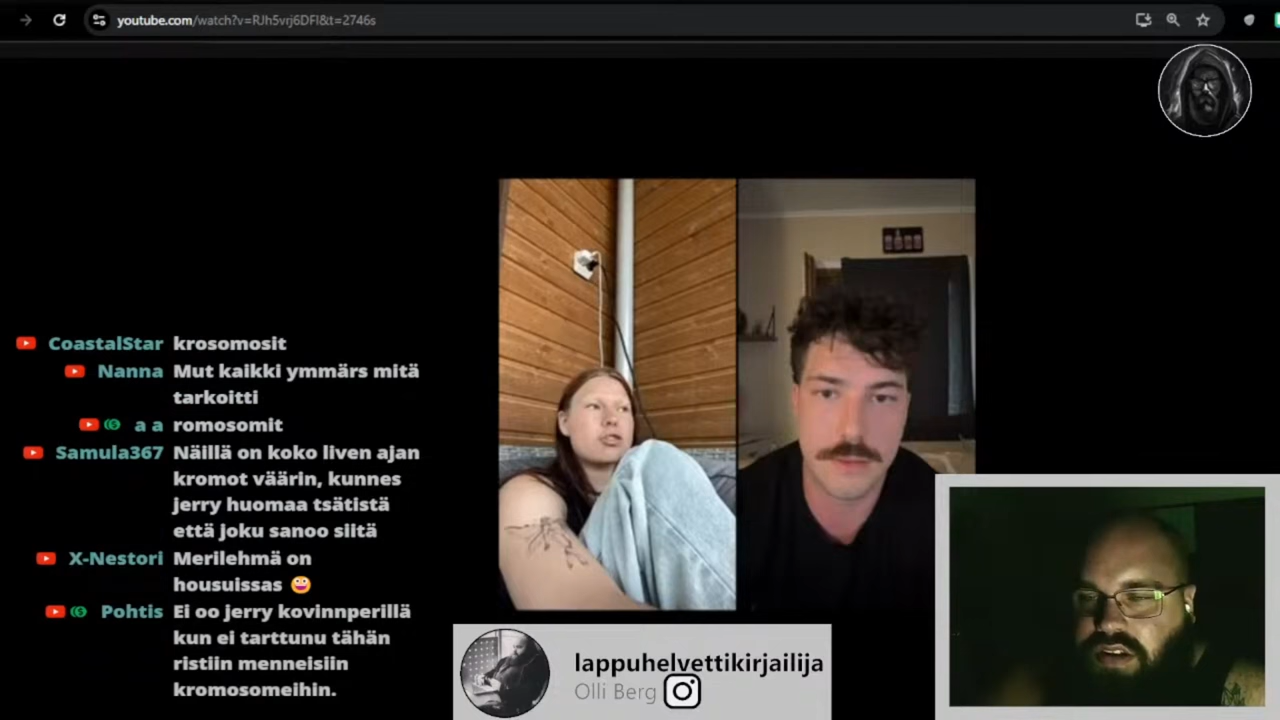 youtube.com/watch?v=RJh5vrj6DFI&t=2746s
CoastalStar krosomosit
Nanna Mut kaikki ymmärs mitä
tarkoitti
a a romosomit
Samula367 Näillä on koko liven ajan
kromot väärin, kunnes
jerry huomaa tsätistä
että joku sanoo siitä
X-Nestori Merilehmä on
housuissas 😀
Pohtis Ei oo jerry kovinnperillä
kun ei tarttunu tähän
ristiin menneisiin
kromosomeihin.
lappuhelvettikirjailija
Olli Berg